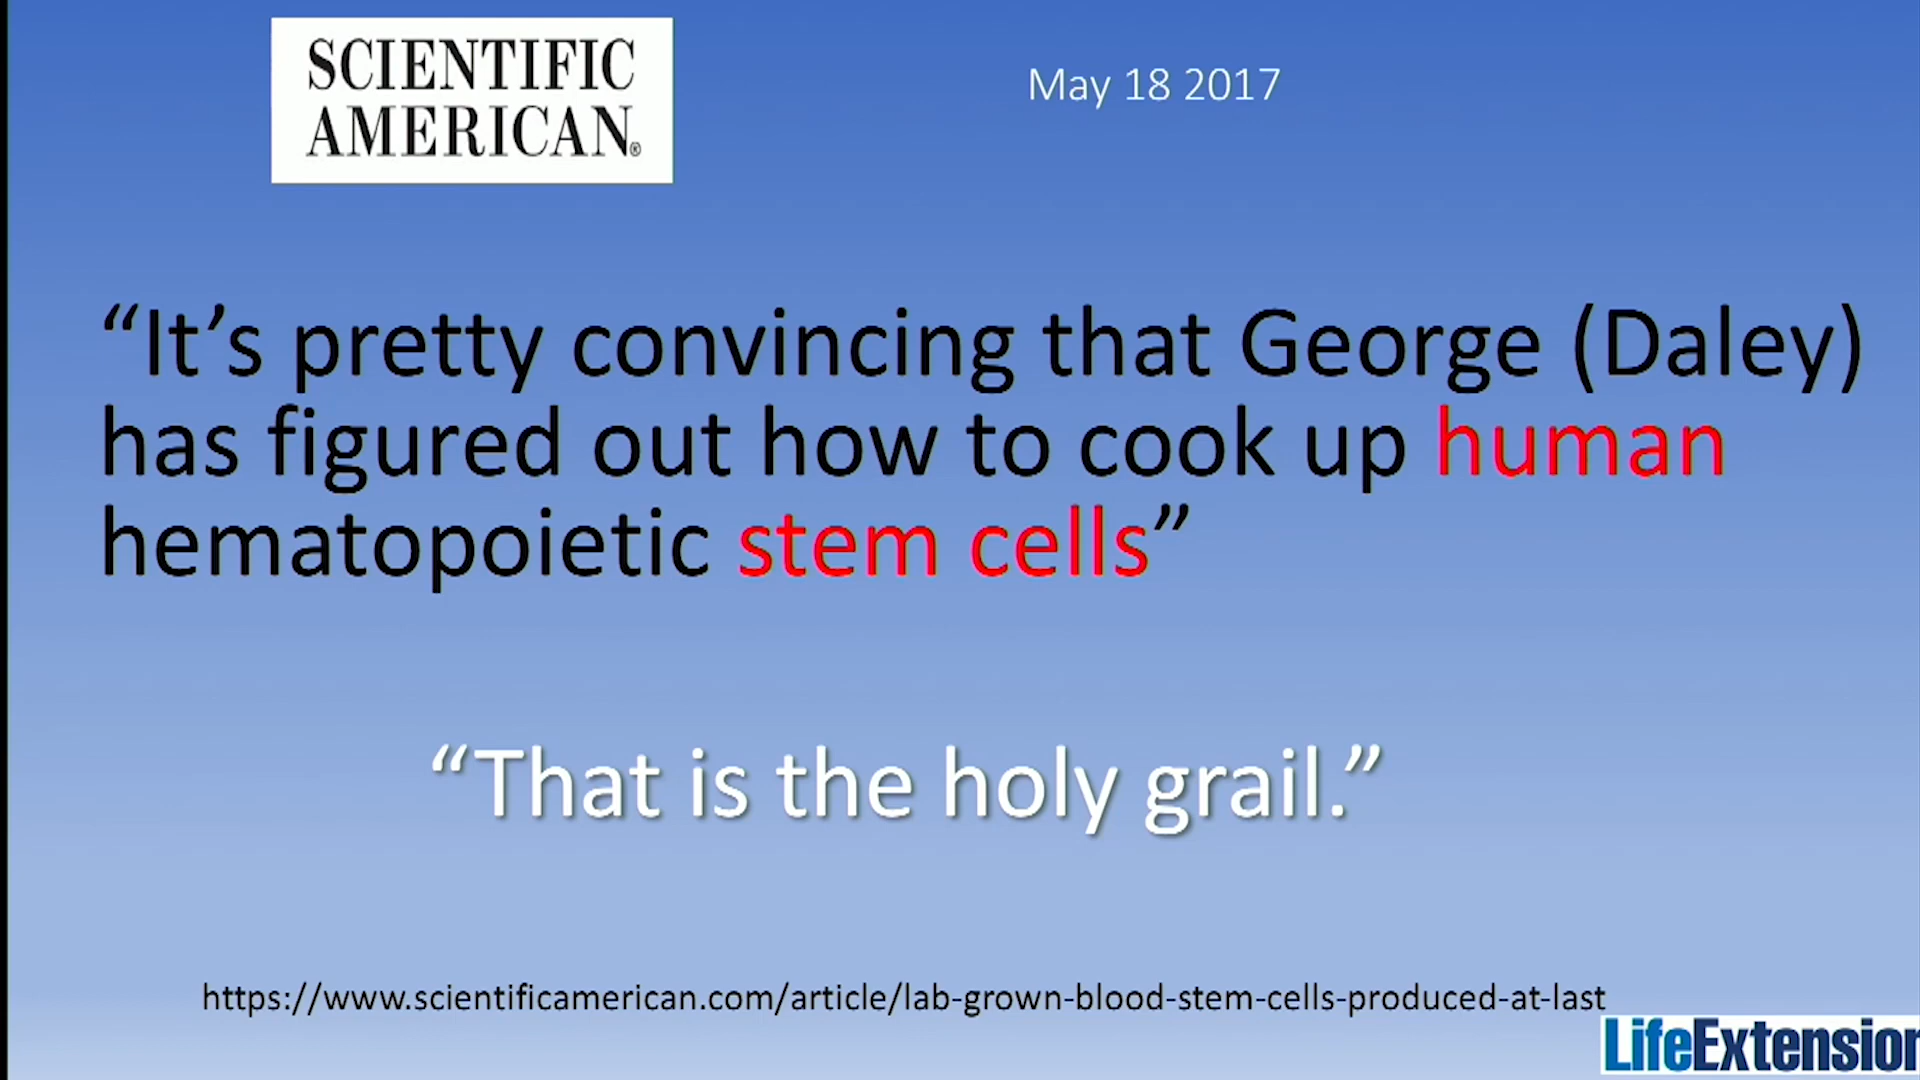 SCIENTIFIC
AMERICAN®
May 18 2017
“It’s pretty convincing that George (Daley)
has figured out how to cook up human
hematopoietic stem cells”
“That is the holy grail.”
https://www.scientificamerican.com/article/lab-grown-blood-stem-cells-produced-at-last
LifeExtension